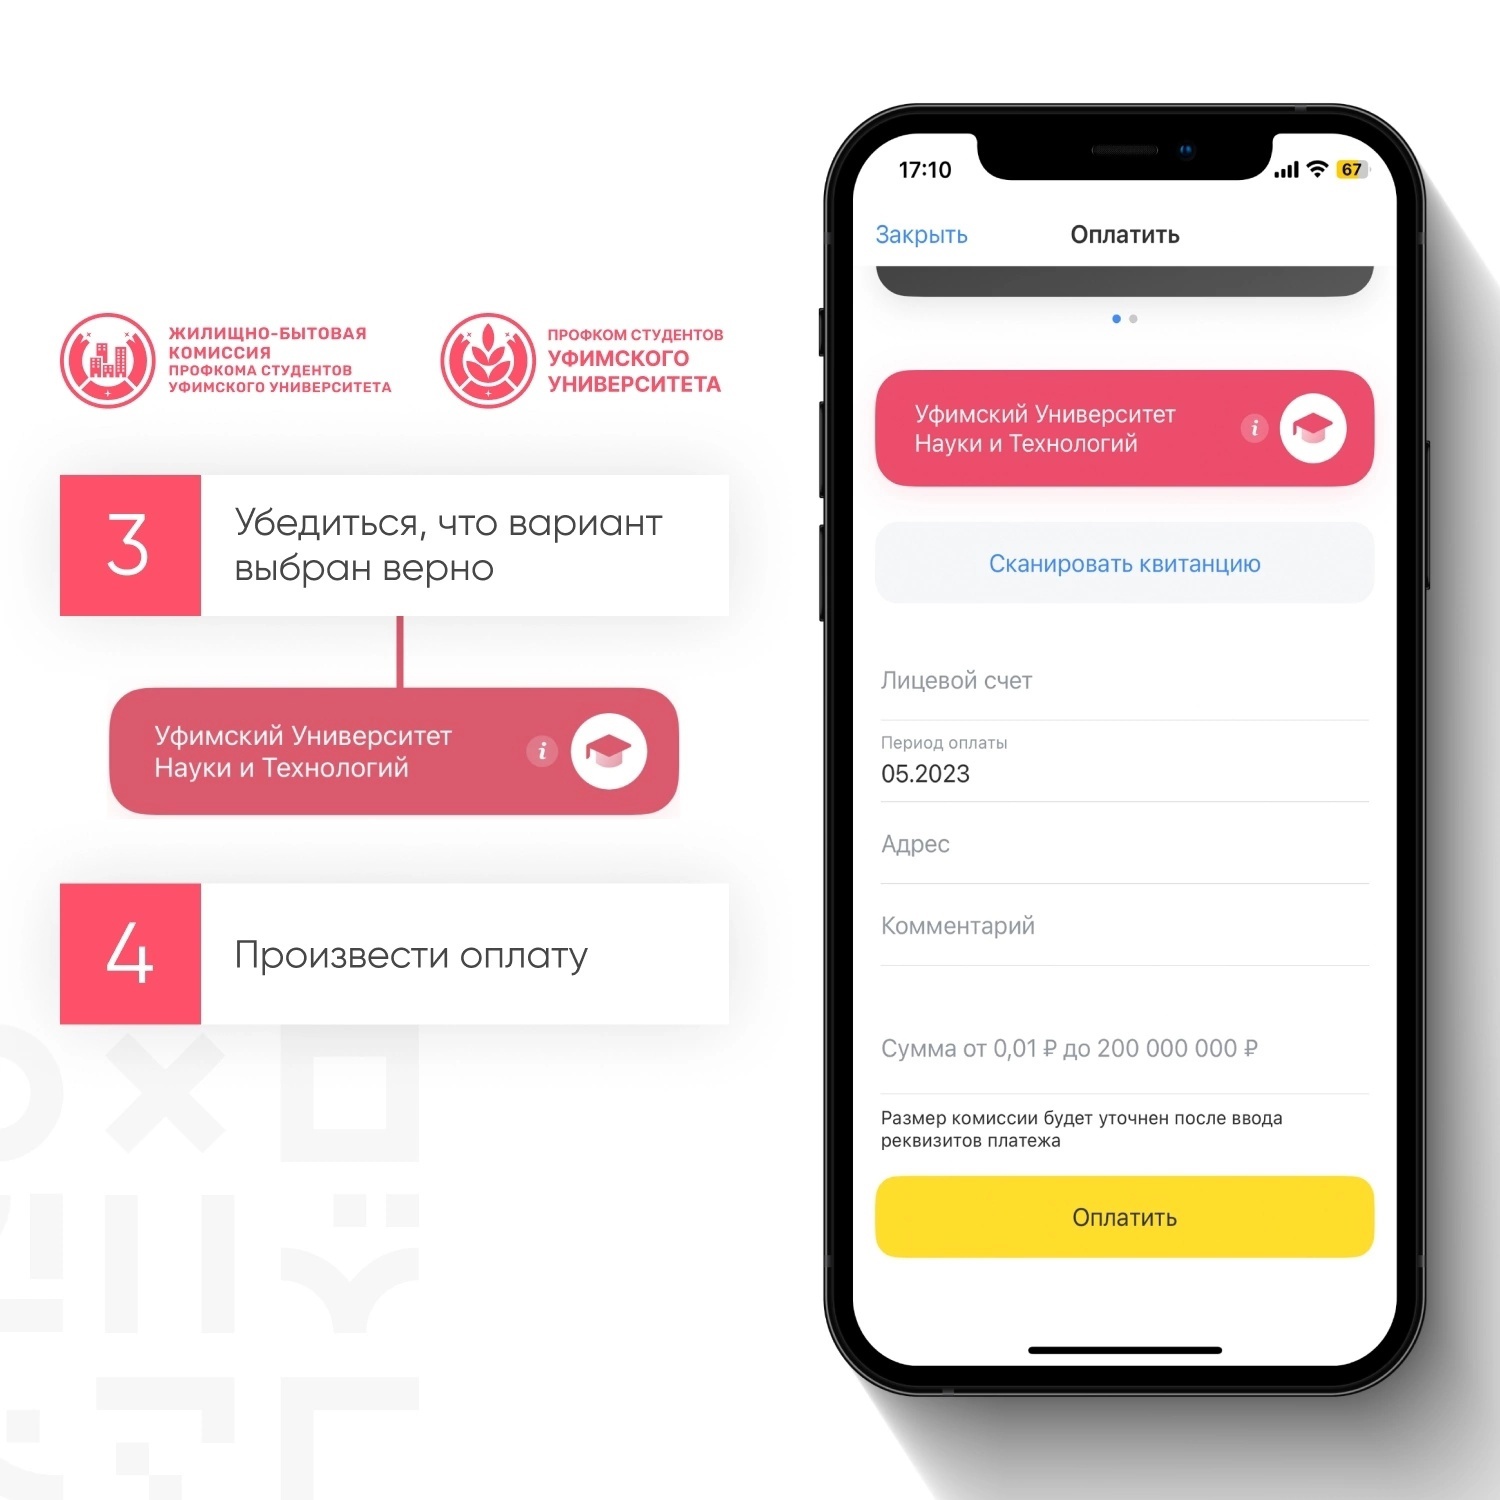 ЖИЛИЩНО-БЫТОВАЯ
КОМИССИЯ
ПРОФКОМА СТУДЕНТОВ
УФИМСКОГО УНИВЕРСИТЕТА
ПРОФКОМ СТУДЕНТОВ
УФИМСКОГО
УНИВЕРСИТЕТА
3
Убедиться, что вариант
выбран верно
Уфимский Университет
Науки и Технологий
i
4
Произвести оплату
17:10
67
Закрыть
Оплатить
Уфимский Университет
Науки и Технологий
i
Сканировать квитанцию
Лицевой счет
Период оплаты
05.2023
Адрес
Комментарий
Сумма от 0,01 ₽ до 200 000 000 ₽
Размер комиссии будет уточнен после ввода
реквизитов платежа
Оплатить